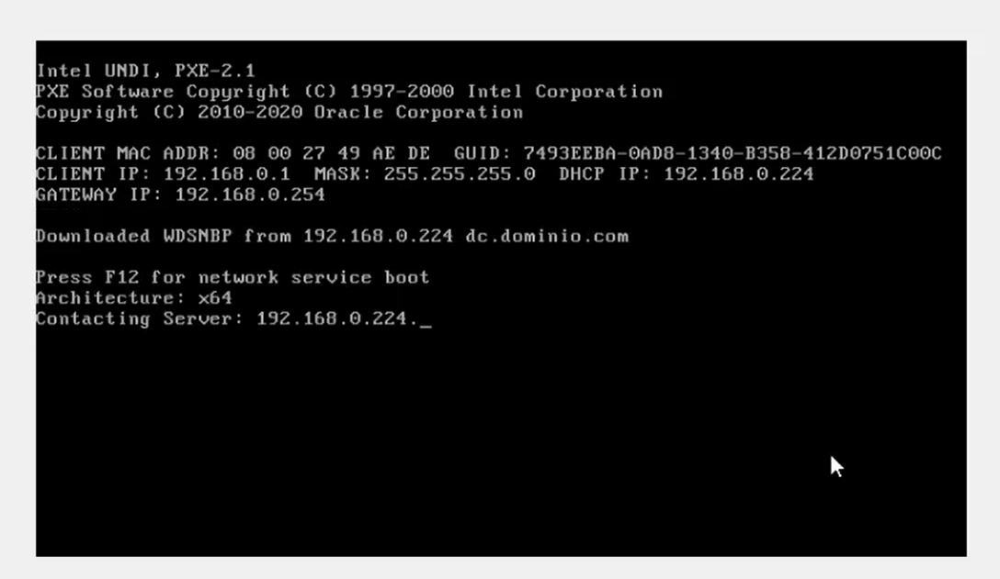 Intel UNDI, PXE-2.1
PXE Software Copyright (C) 1997-2000 Intel Corporation
Copyright (C) 2010-2020 Oracle Corporation
CLIENT MAC ADDR: 08 00 27 49 AE DE  GUID: 7493EEBA-0AD8-1340-B358-412D0751C00C
CLIENT IP: 192.168.0.1  MASK: 255.255.255.0  DHCP IP: 192.168.0.224
GATEWAY IP: 192.168.0.254
Downloaded WDSNBP from 192.168.0.224 dc.dominio.com
Press F12 for network service boot
Architecture: x64
Contacting Server: 192.168.0.224._